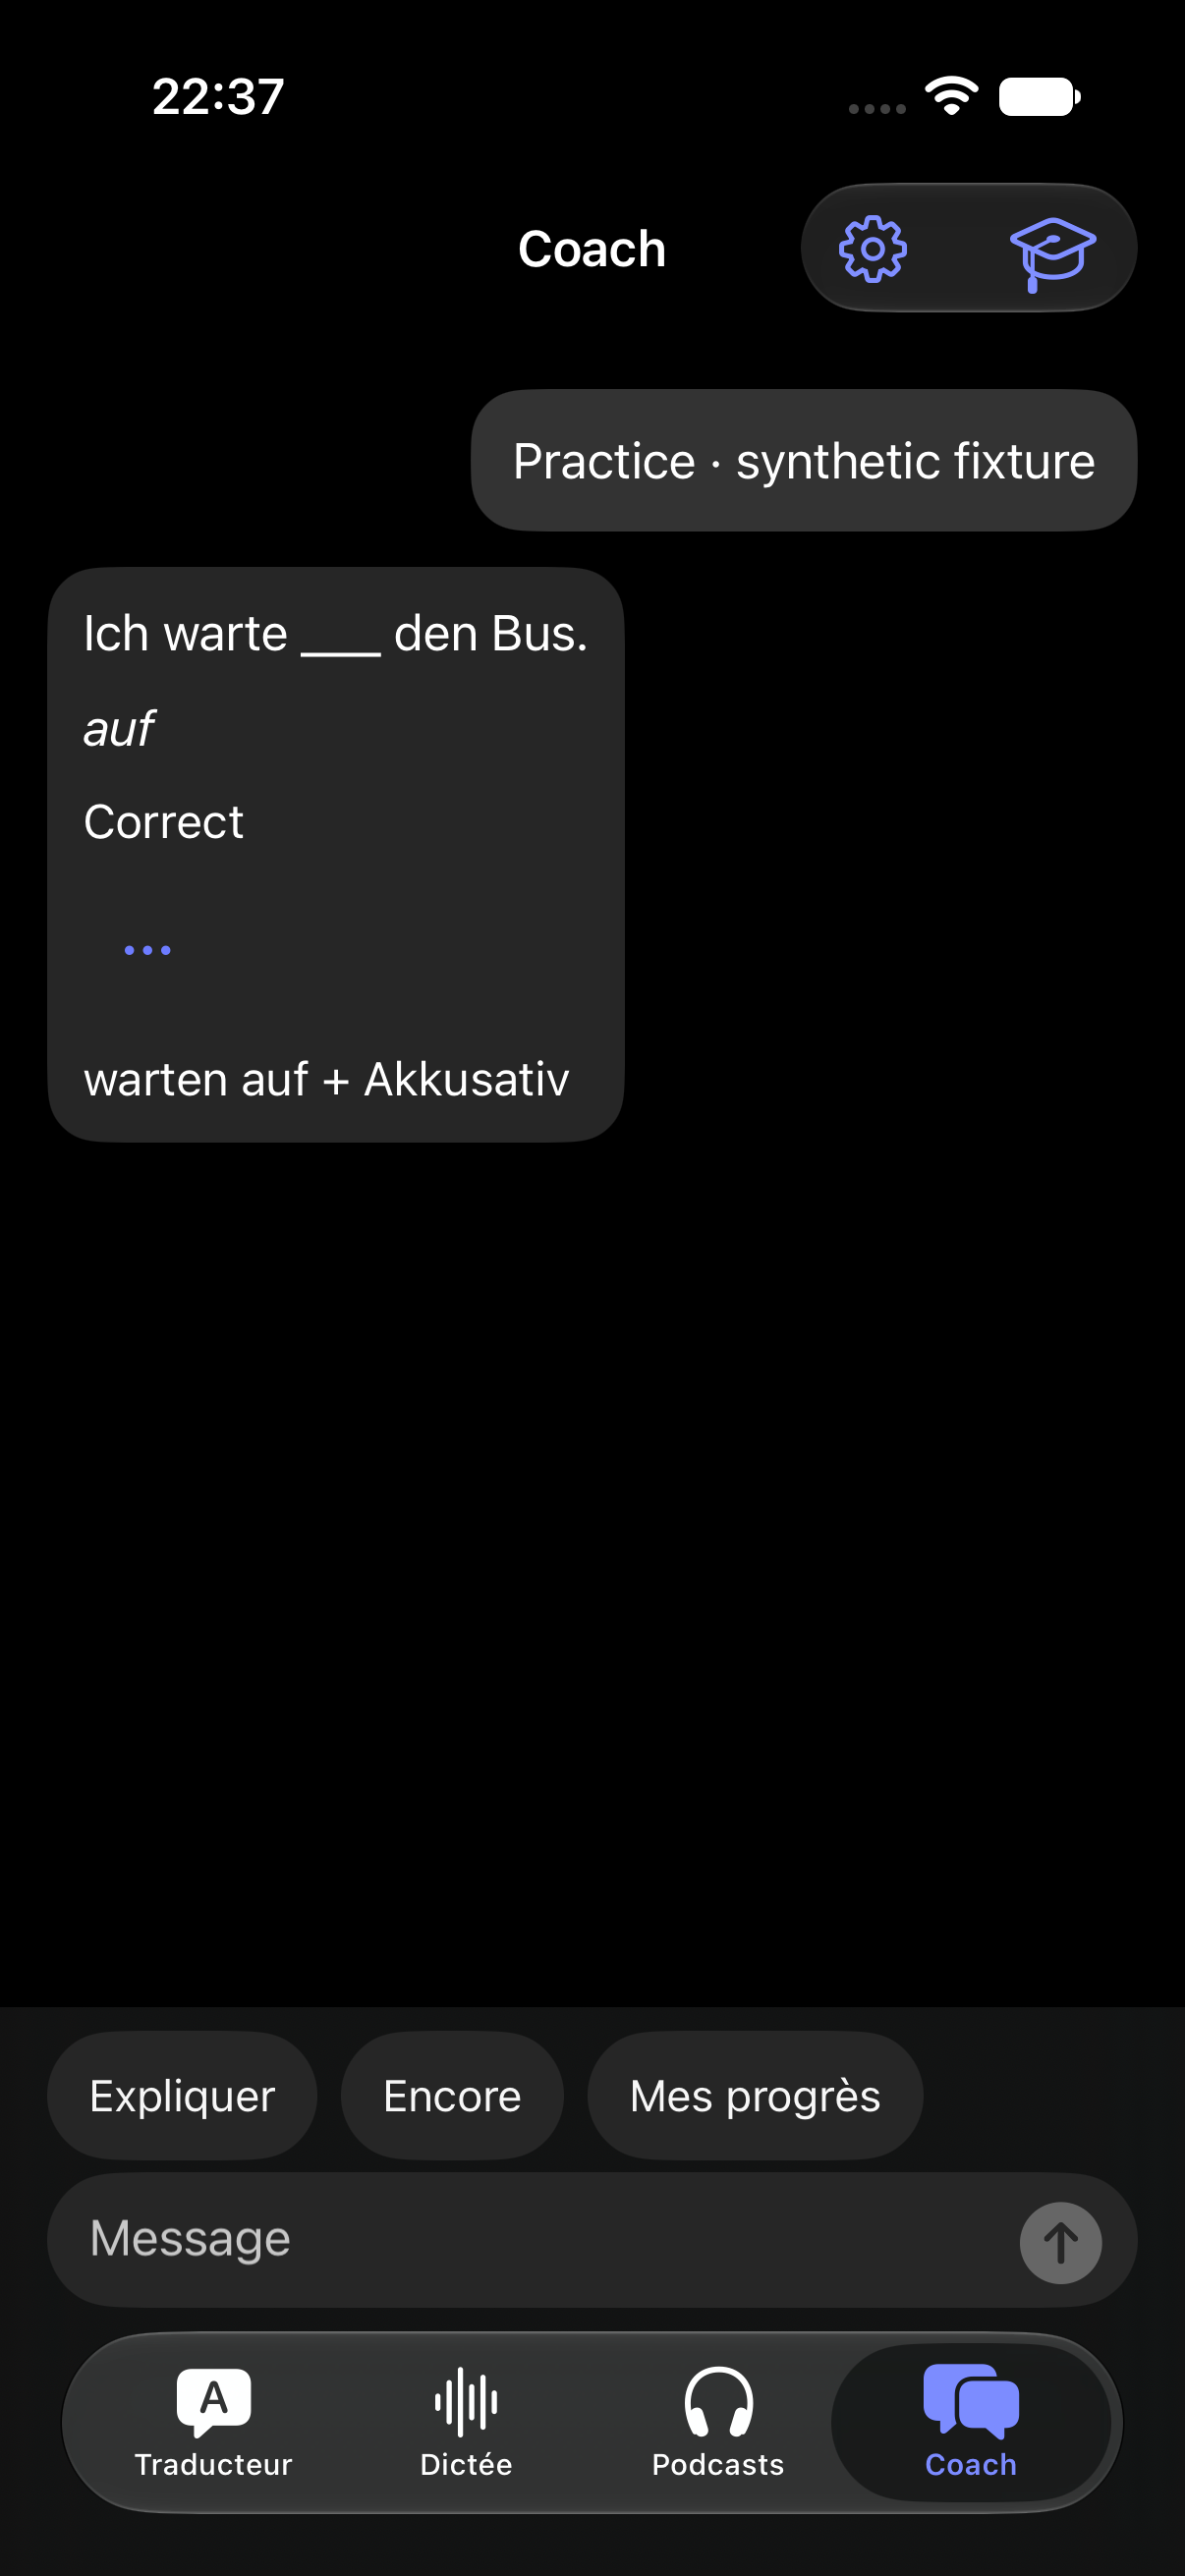 22:37
Coach
Practice · synthetic fixture
Ich warte ____ den Bus.
auf
Correct
...
warten auf + Akkusativ
Expliquer
Encore
Mes progrès
Message
A
Traducteur
Dictée
Podcasts
Coach